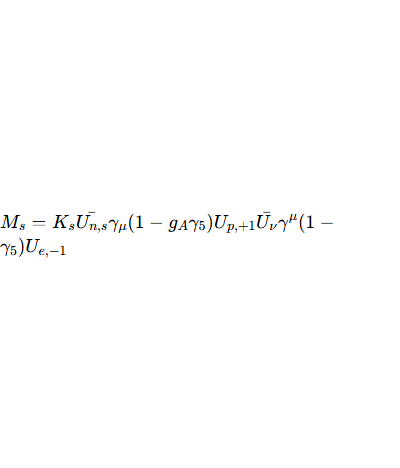 $M_s = K_s \bar{U_{n,s}} \gamma_\mu (1 - g_A \gamma_5) U_{p,+1} \bar{U_\nu} \gamma^\mu (1 -$
$\gamma_5) U_{e,-1}$